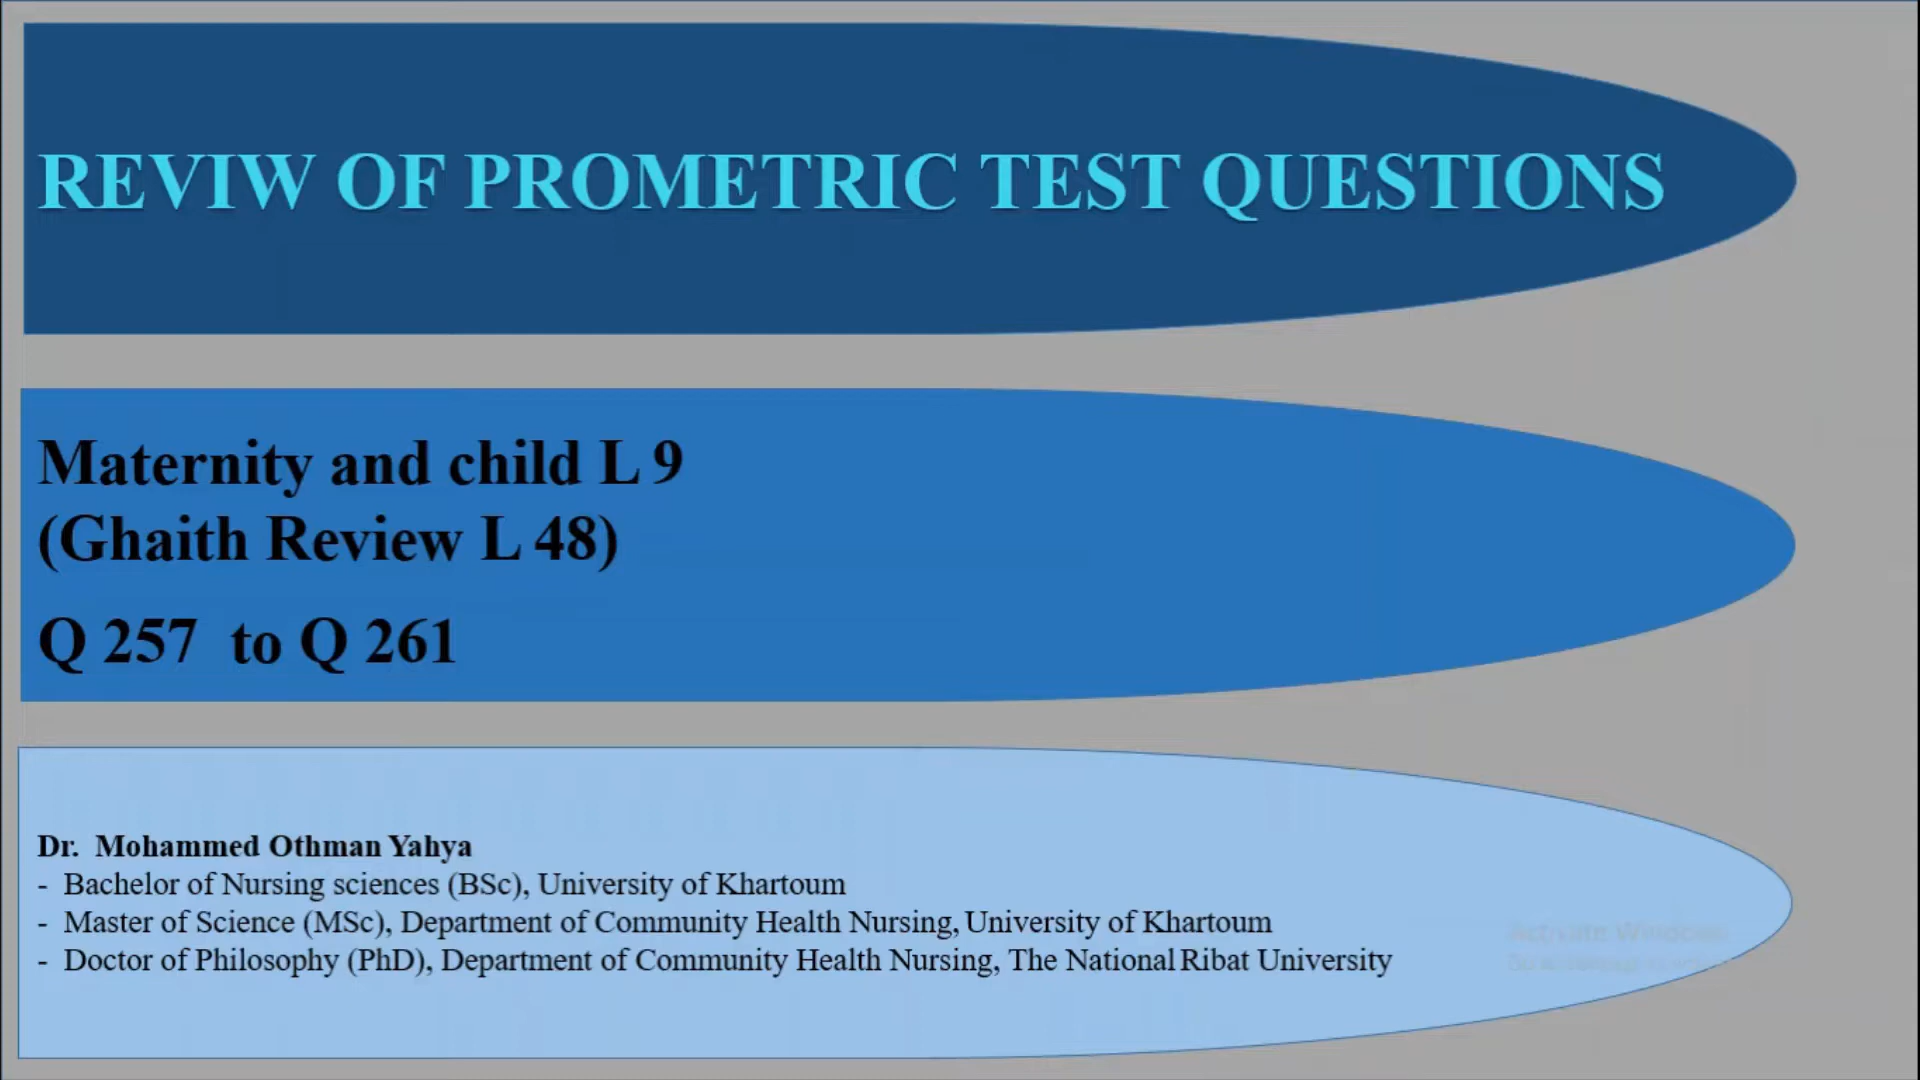 REVIW OF PROMETRIC TEST QUESTIONS
Maternity and child L 9
(Ghaith Review L 48)
Q 257 to Q 261
Dr. Mohammed Othman Yahya
- Bachelor of Nursing sciences (BSc), University of Khartoum
- Master of Science (MSc), Department of Community Health Nursing, University of Khartoum
- Doctor of Philosophy (PhD), Department of Community Health Nursing, The National Ribat University
Activate Windows